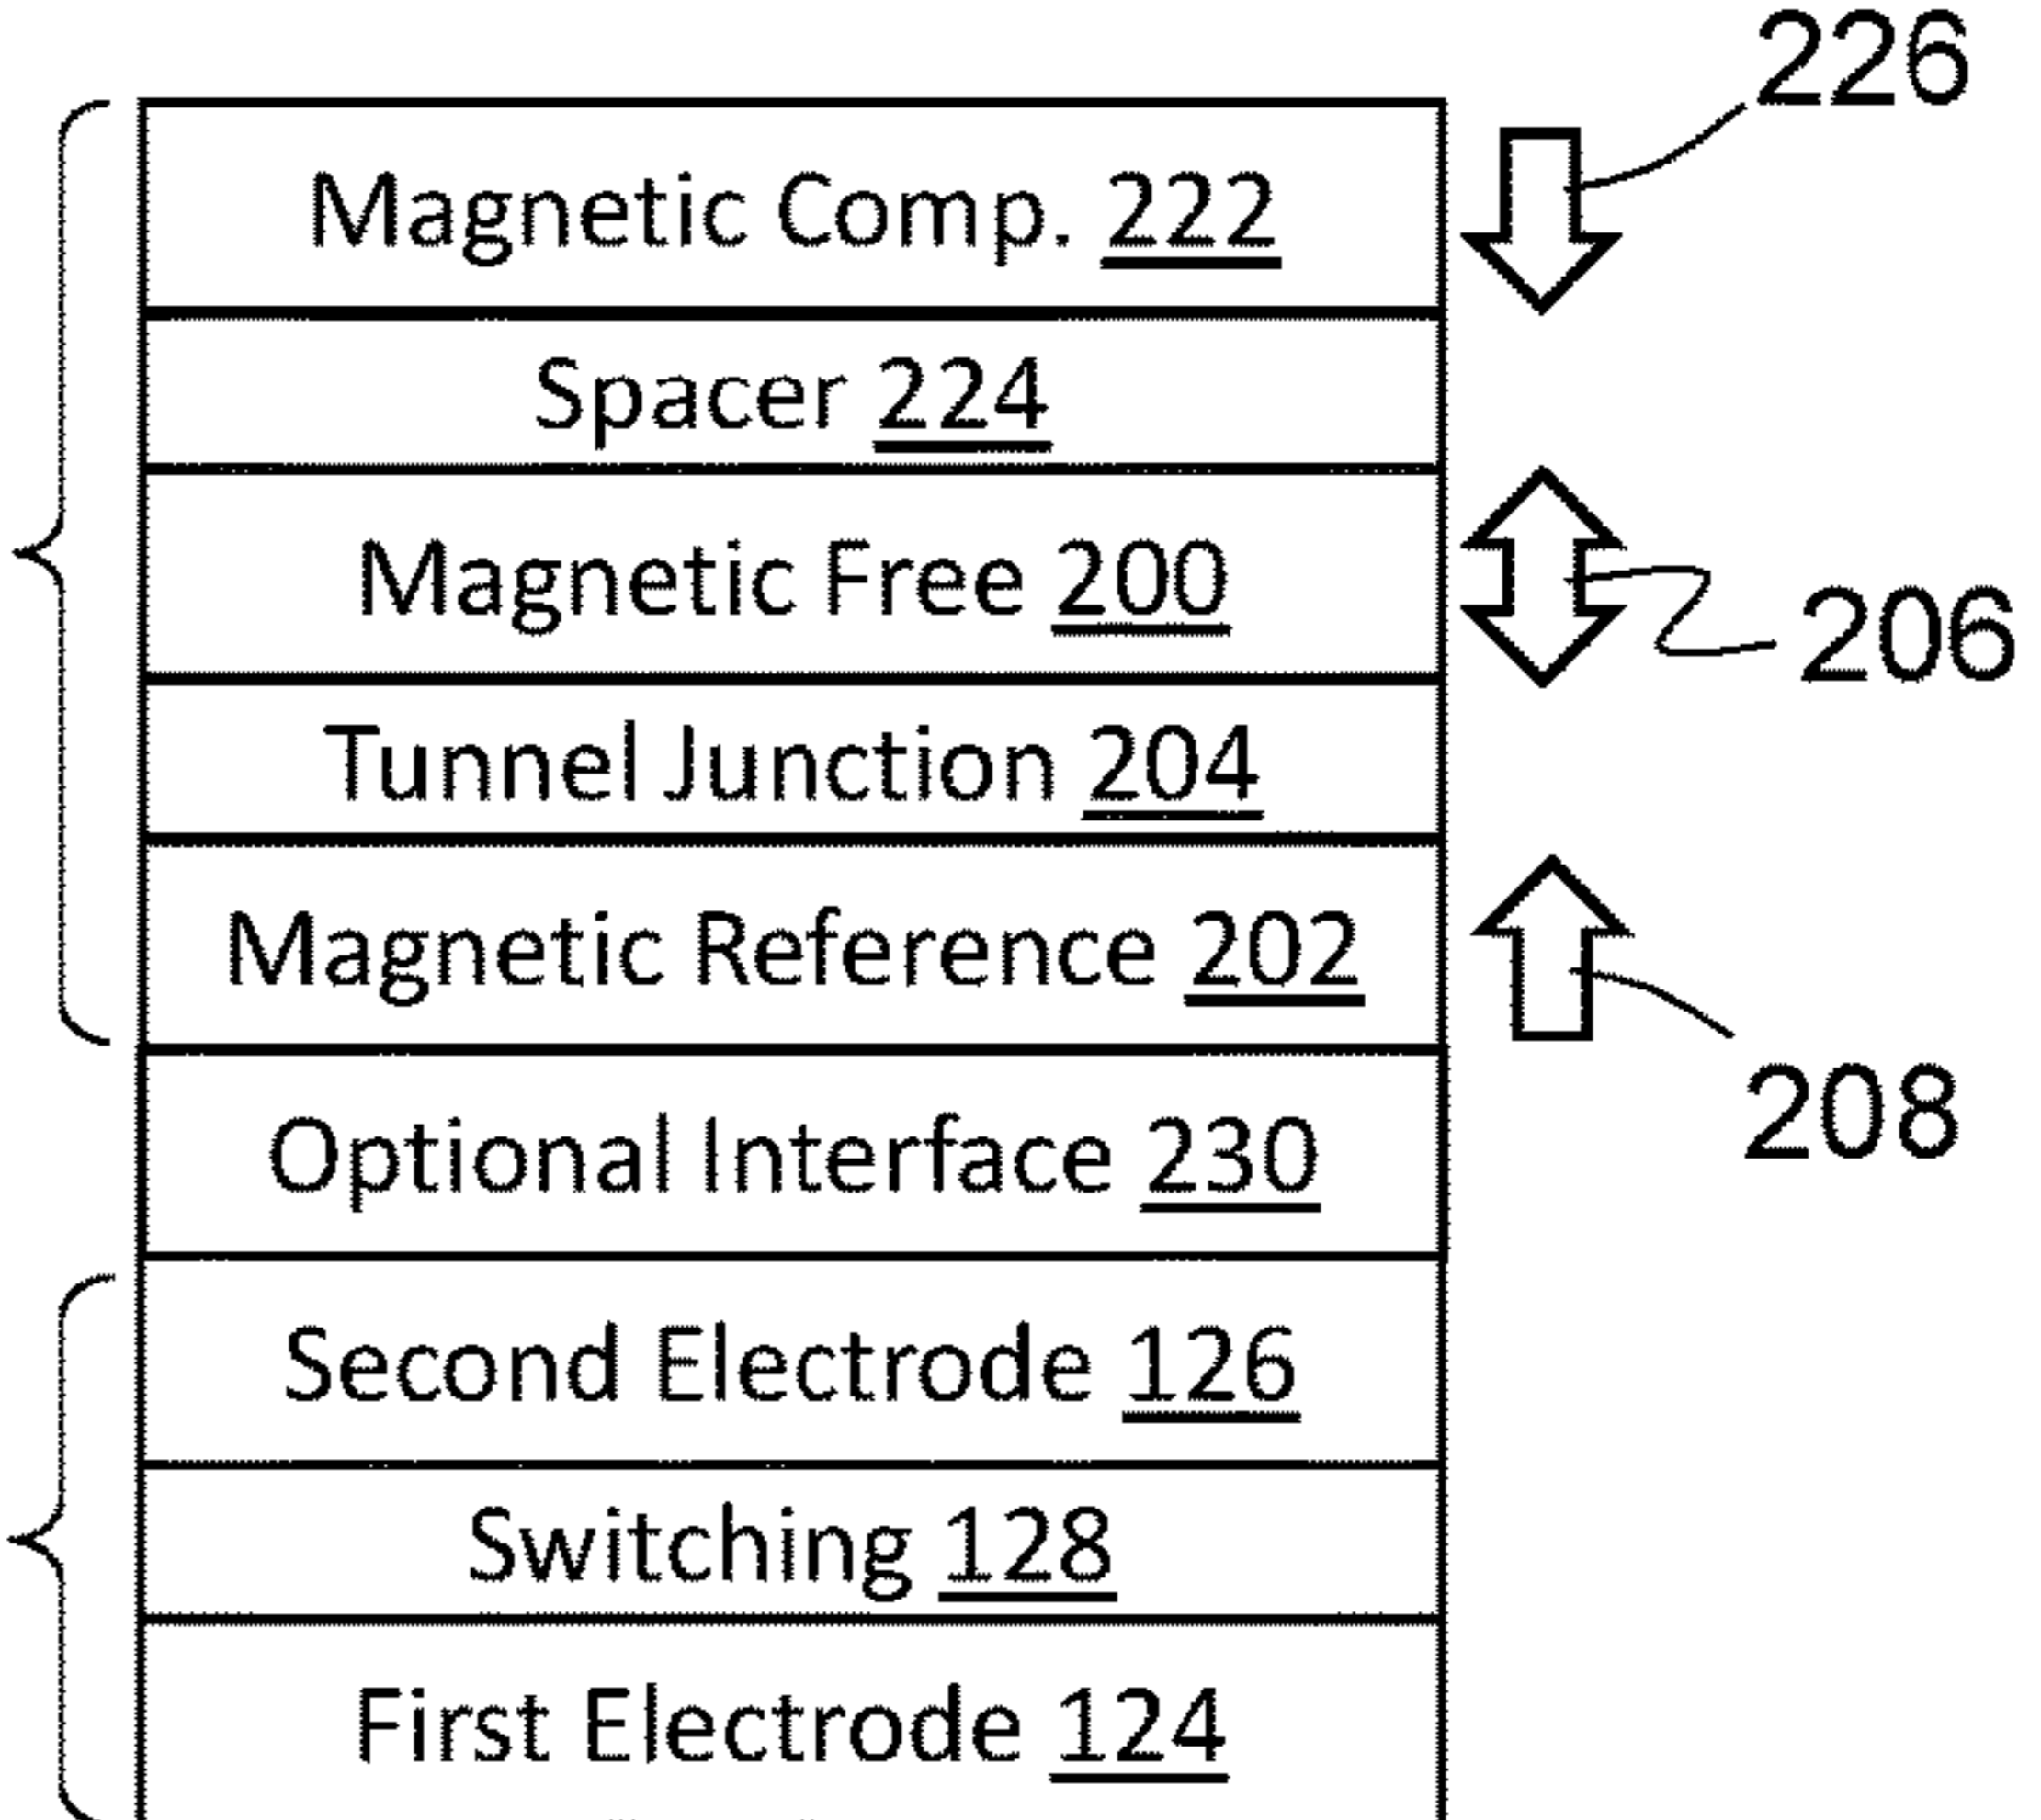 226
Magnetic Comp. 222
Spacer 224
Magnetic Free 200
206
Tunnel Junction 204
Magnetic Reference 202
208
Optional Interface 230
Second Electrode 126
Switching 128
First Electrode 124